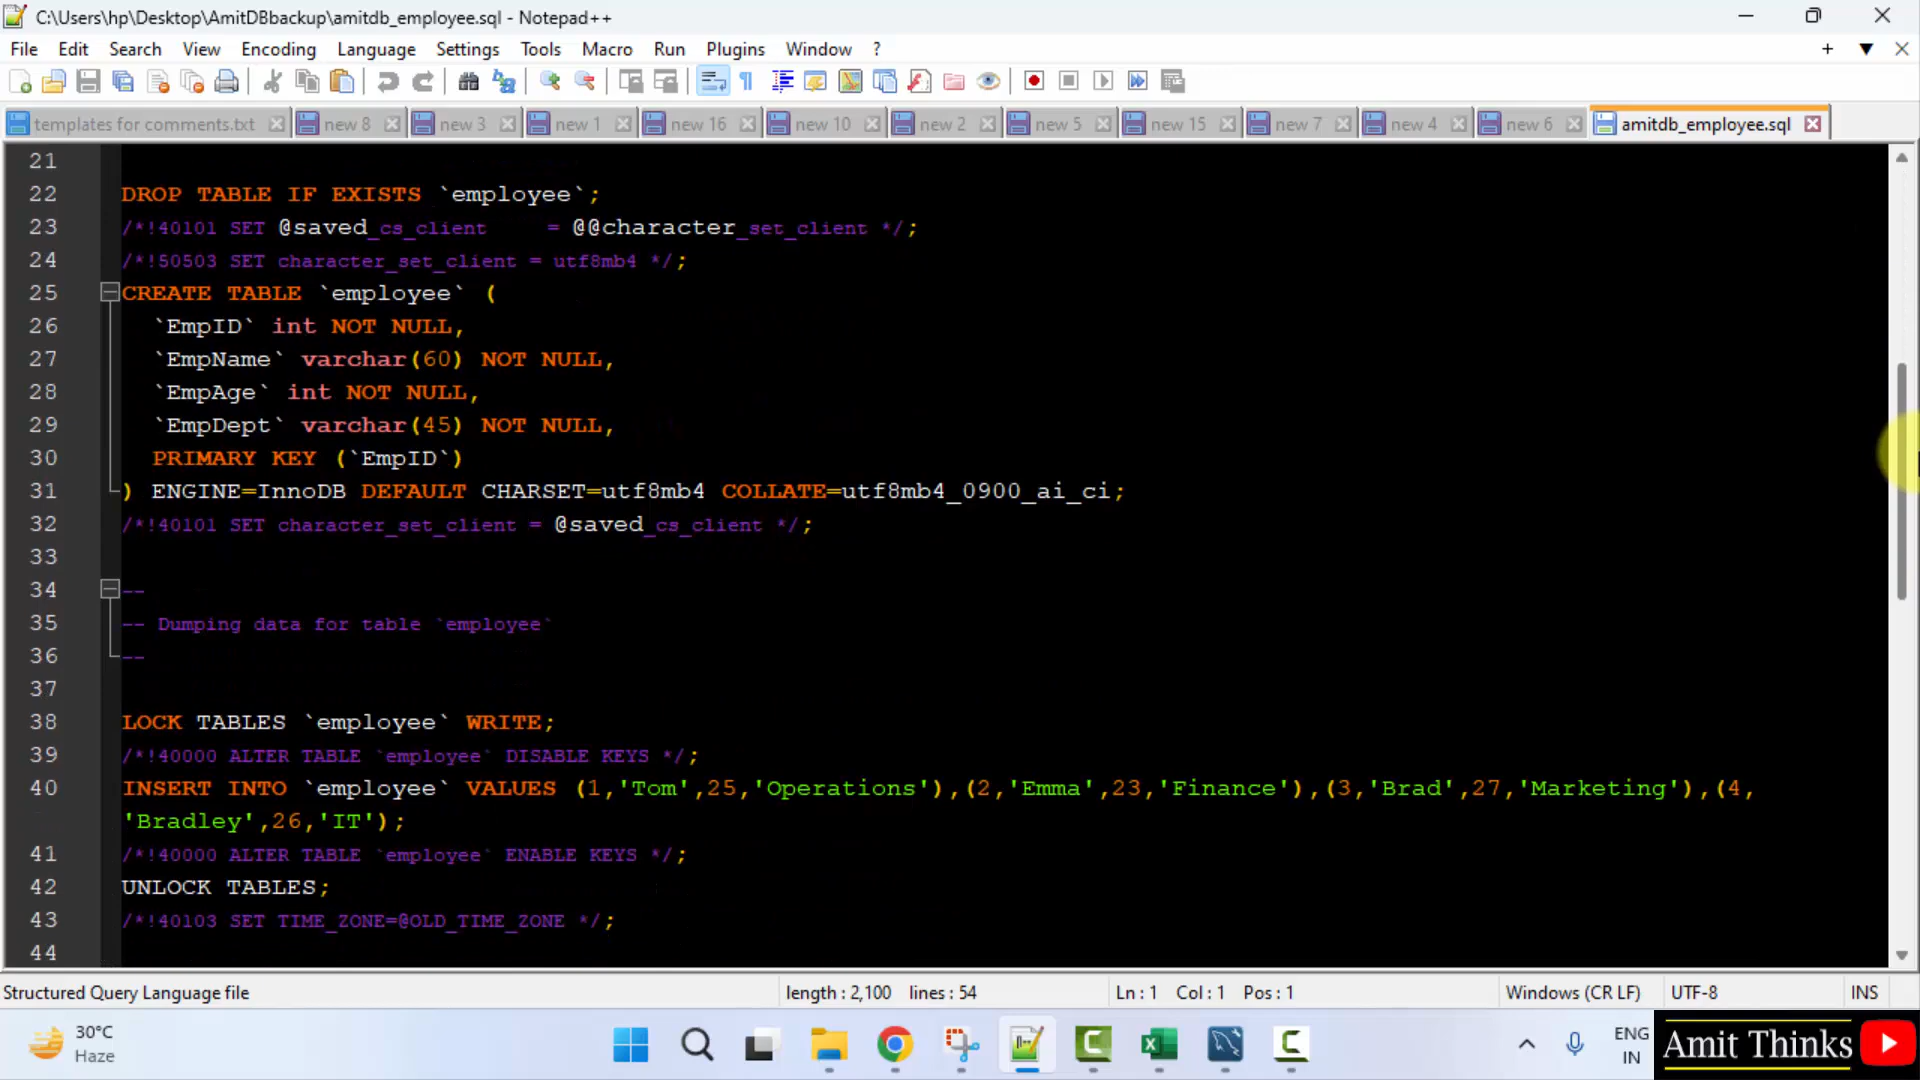 C:\Users\hp\Desktop\AmitDBbackup\amitdb_employee.sql - Notepad++
File Edit Search View Encoding Language Settings Tools Macro Run Plugins Window ?
templates for comments.txt new 8 new 3 new 1 new 16 new 10 new 2 new 5 new 15 new 7 new 4 new 6 amitdb_employee.sql
21
22 DROP TABLE IF EXISTS `employee`;
23 /*!40101 SET @saved_cs_client     = @@character_set_client */;
24 /*!50503 SET character_set_client = utf8mb4 */;
25 CREATE TABLE `employee` (
26   `EmpID` int NOT NULL,
27   `EmpName` varchar(60) NOT NULL,
28   `EmpAge` int NOT NULL,
29   `EmpDept` varchar(45) NOT NULL,
30   PRIMARY KEY (`EmpID`)
31 ) ENGINE=InnoDB DEFAULT CHARSET=utf8mb4 COLLATE=utf8mb4_0900_ai_ci;
32 /*!40101 SET character_set_client = @saved_cs_client */;
33
34 --
35 -- Dumping data for table `employee`
36 --
37
38 LOCK TABLES `employee` WRITE;
39 /*!40000 ALTER TABLE `employee` DISABLE KEYS */;
40 INSERT INTO `employee` VALUES (1,'Tom',25,'Operations'),(2,'Emma',23,'Finance'),(3,'Brad',27,'Marketing'),(4,
'Bradley',26,'IT');
41 /*!40000 ALTER TABLE `employee` ENABLE KEYS */;
42 UNLOCK TABLES;
43 /*!40103 SET TIME_ZONE=@OLD_TIME_ZONE */;
44
Structured Query Language file length : 2,100 lines : 54 Ln : 1 Col : 1 Pos : 1 Windows (CR LF) UTF-8 INS
30°C
Haze
ENG
IN
Amit Thinks